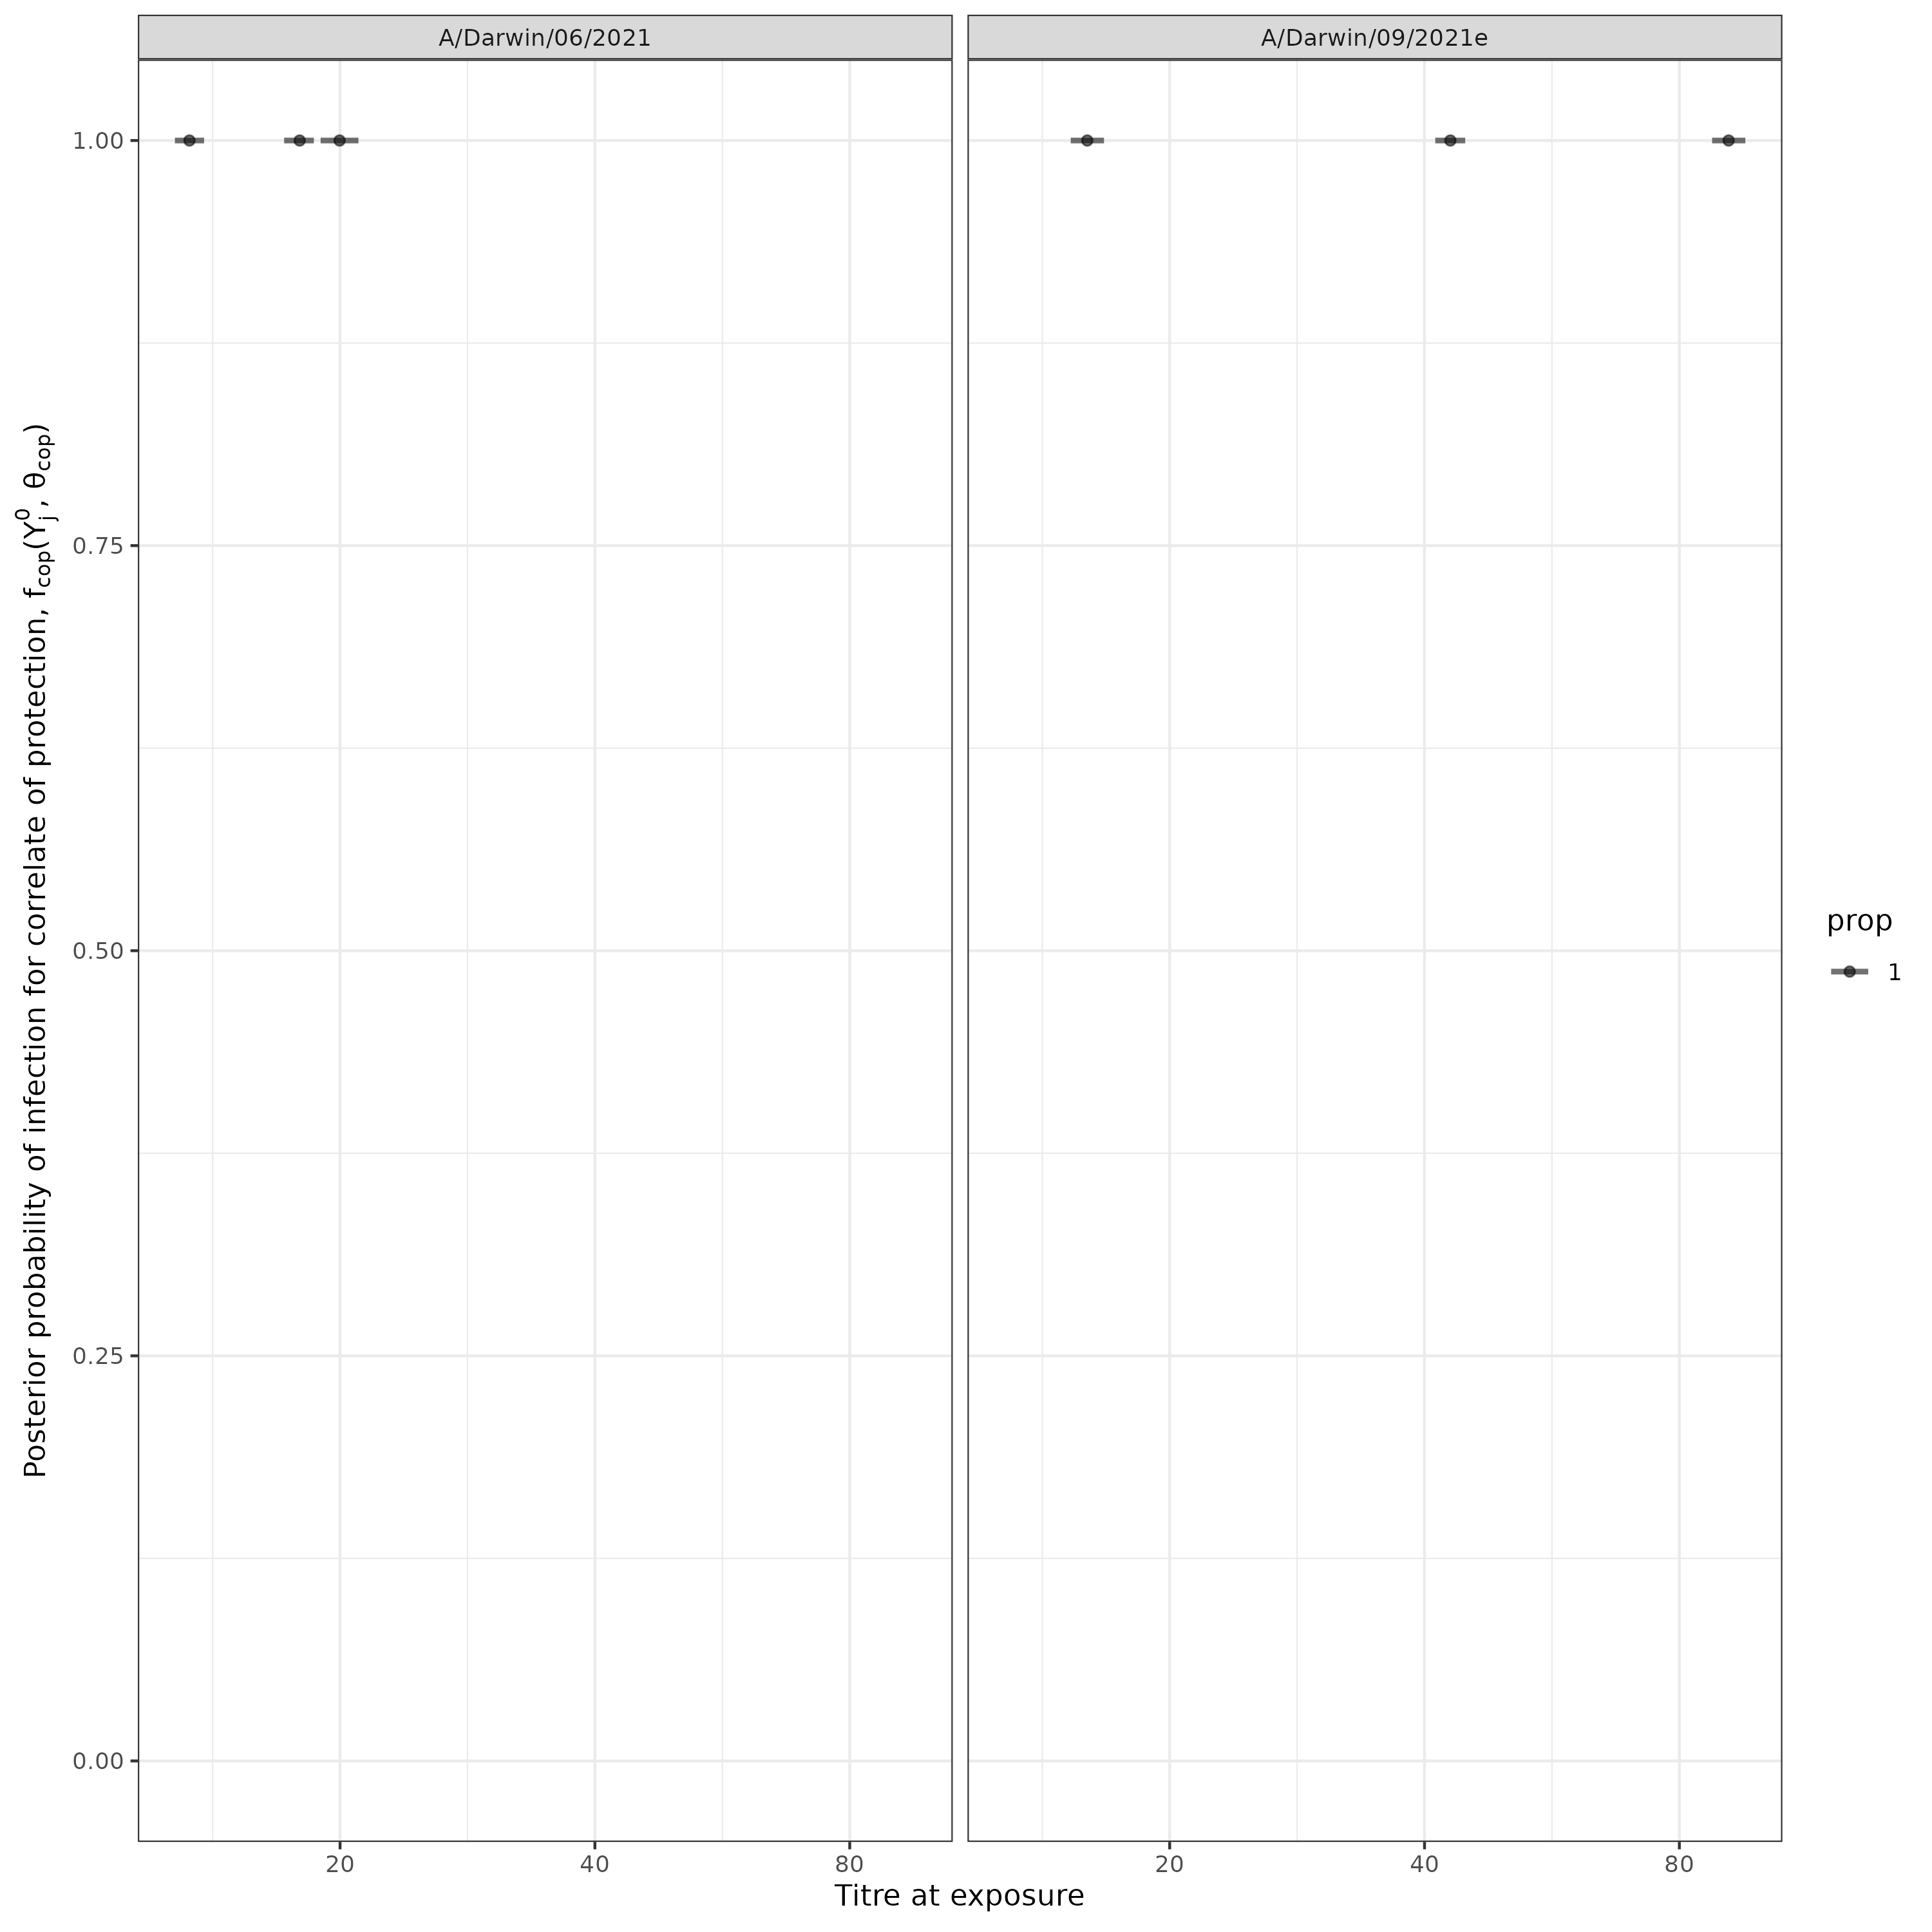 A/Darwin/06/2021
A/Darwin/09/2021e
Posterior probability of infection for correlate of protection, f_cop(Y_j^0, θ_cop)
1.00
0.75
0.50
0.25
0.00
20
40
80
20
40
80
Titre at exposure
prop
1